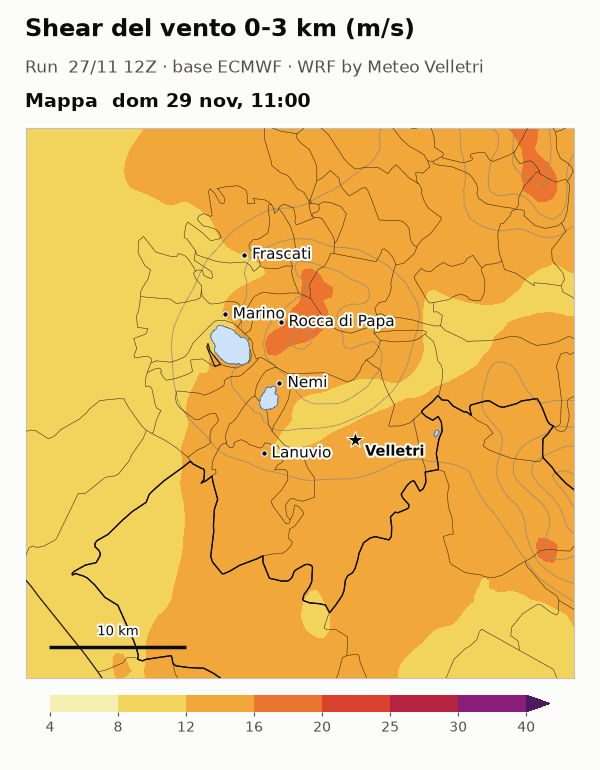 Shear del vento 0-3 km (m/s)
Run 27/11 12Z · base ECMWF · WRF by Meteo Velletri
Mappa dom 29 nov, 11:00
Frascati
Marino
Rocca di Papa
Nemi
Velletri
Lanuvio
10 km
4 8 12 16 20 25 30 40